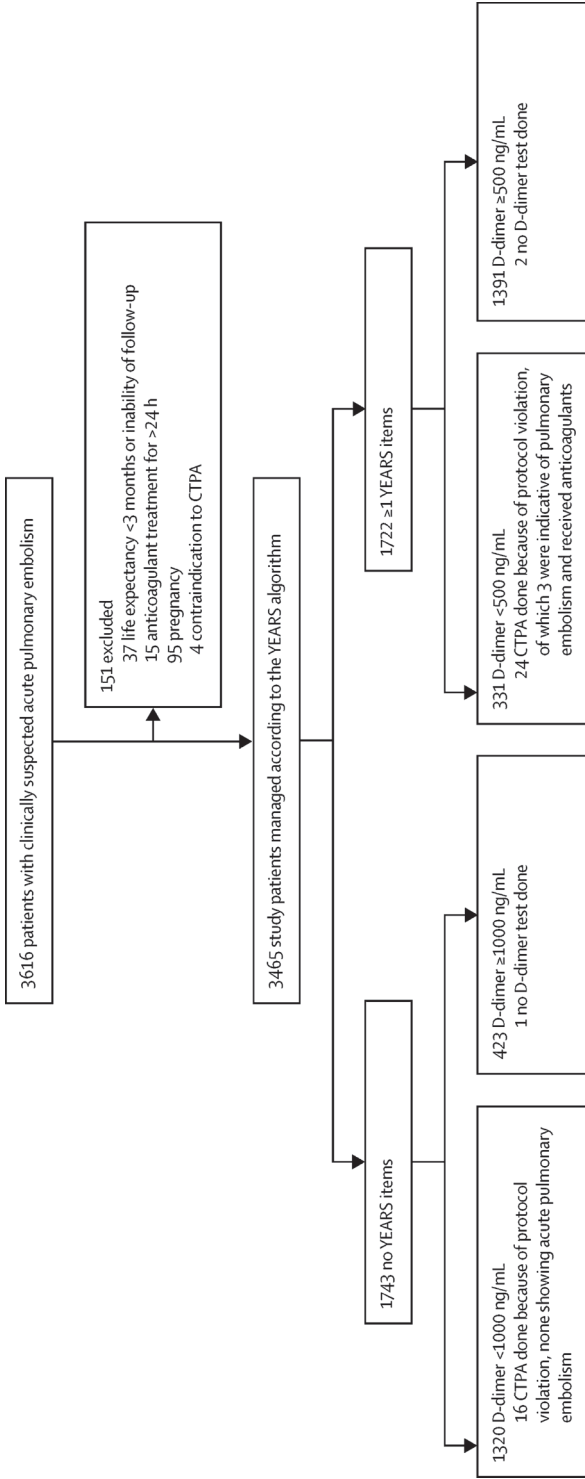 3616 patients with clinically suspected acute pulmonary embolism
151 excluded
37 life expectancy <3 months or inability of follow-up
15 anticoagulant treatment for >24 h
95 pregnancy
4 contraindication to CTPA
3465 study patients managed according to the YEARS algorithm
1743 no YEARS items
1722 ≥1 YEARS items
1320 D-dimer <1000 ng/mL
16 CTPA done because of protocol
violation, none showing acute pulmonary
embolism
423 D-dimer ≥1000 ng/mL
1 no D-dimer test done
331 D-dimer <500 ng/mL
24 CTPA done because of protocol violation,
of which 3 were indicative of pulmonary
embolism and received anticoagulants
1391 D-dimer ≥500 ng/mL
2 no D-dimer test done